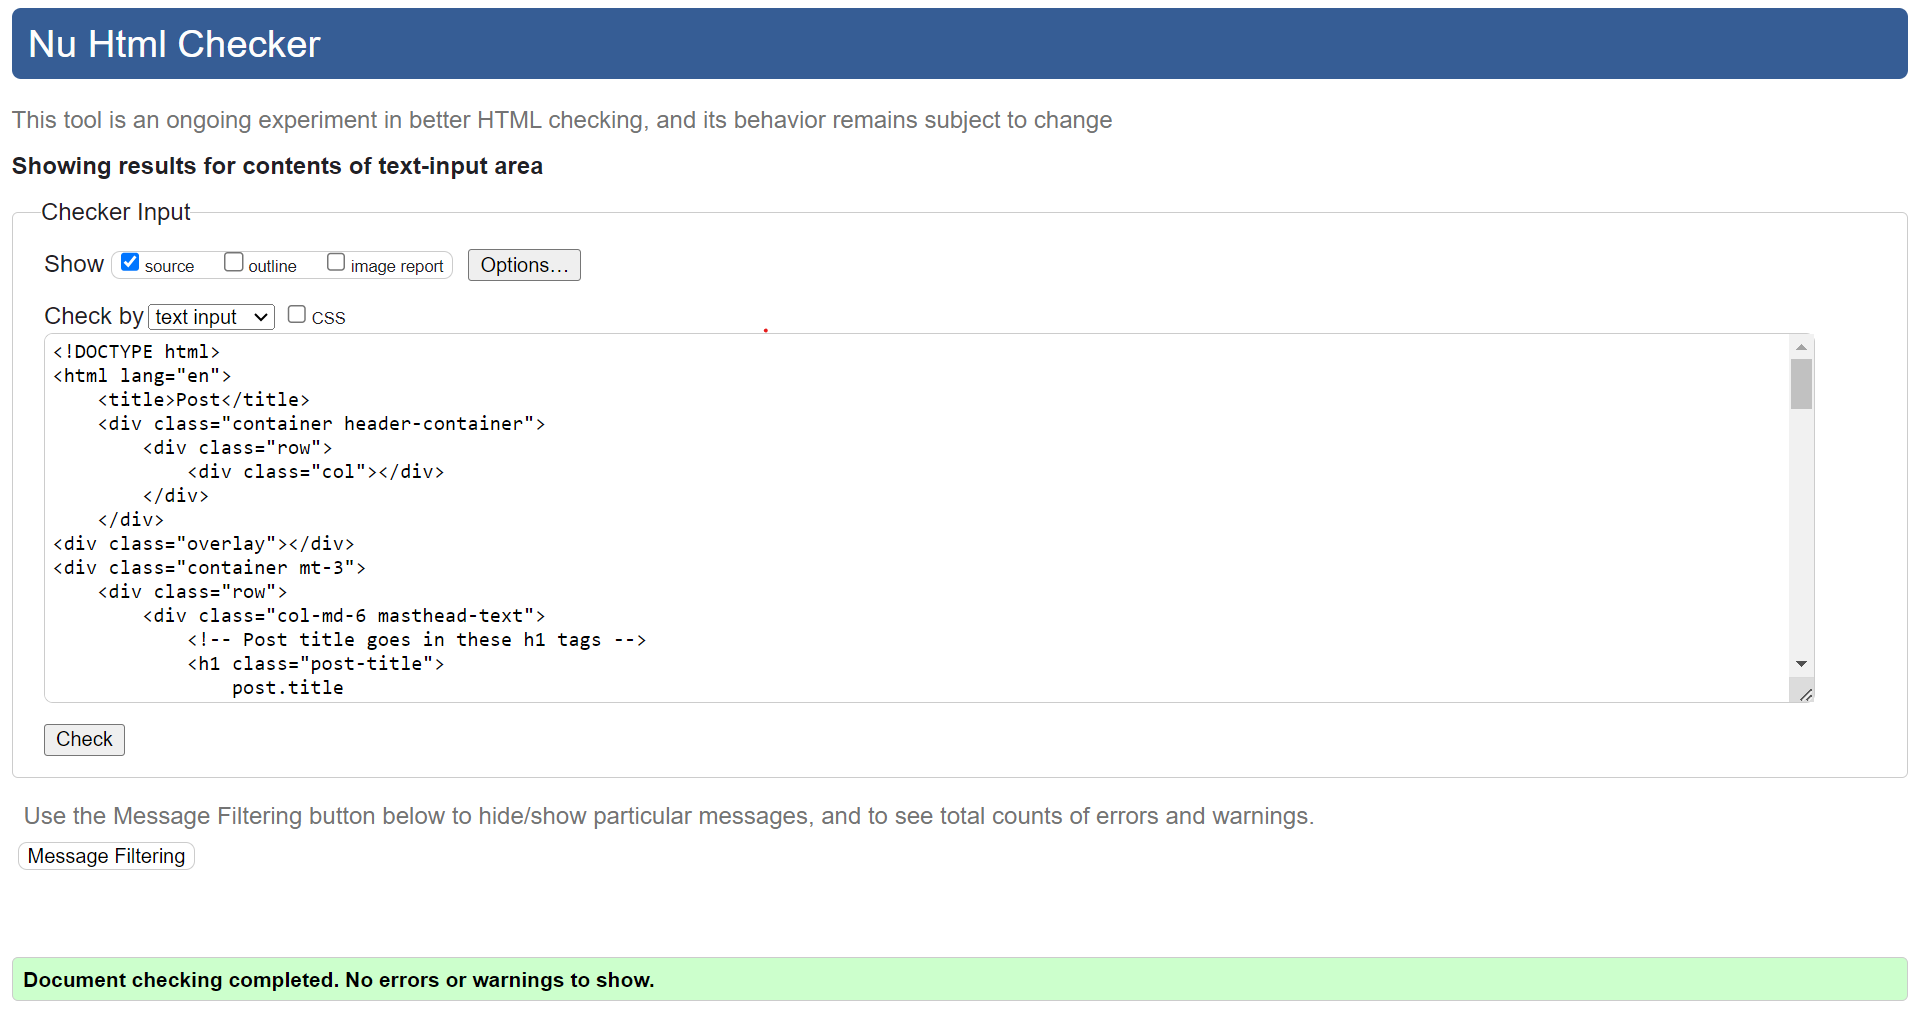 Nu Html Checker
This tool is an ongoing experiment in better HTML checking, and its behavior remains subject to change
Showing results for contents of text-input area
Checker Input
Show source outline image report Options...
Check by text input CSS
<!DOCTYPE html>
<html lang="en">
    <title>Post</title>
    <div class="container header-container">
        <div class="row">
            <div class="col"></div>
        </div>
    </div>
<div class="overlay"></div>
<div class="container mt-3">
    <div class="row">
        <div class="col-md-6 masthead-text">
            <!-- Post title goes in these h1 tags -->
            <h1 class="post-title">
                post.title
Check
Use the Message Filtering button below to hide/show particular messages, and to see total counts of errors and warnings.
Message Filtering
Document checking completed. No errors or warnings to show.